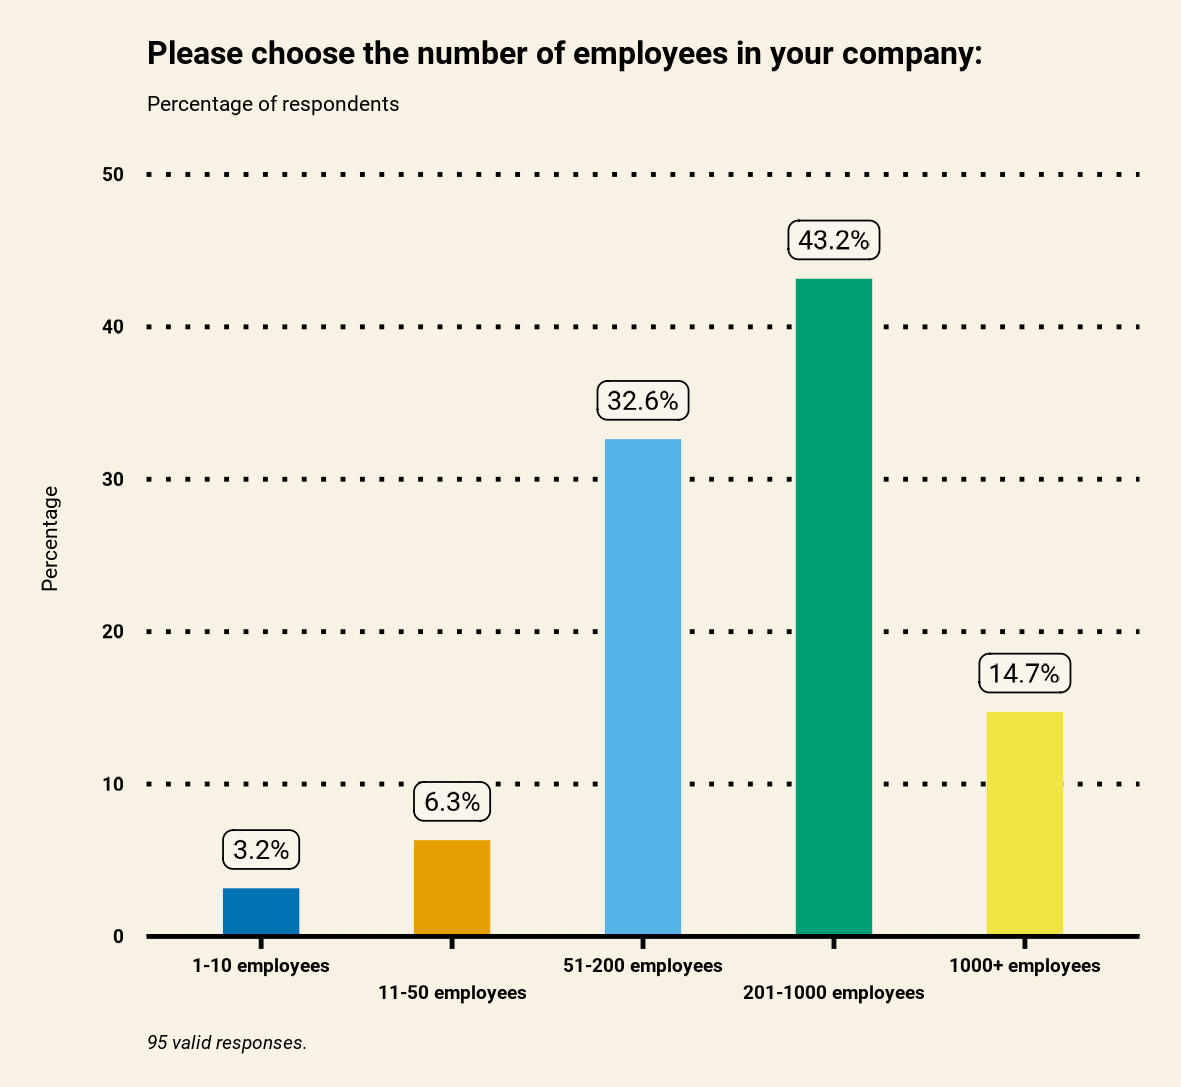 Please choose the number of employees in your company:
Percentage of respondents
50
43.2%
40
32.6%
30
Percentage
20
14.7%
10
6.3%
3.2%
0
1-10 employees
51-200 employees
1000+ employees
11-50 employees
201-1000 employees
95 valid responses.